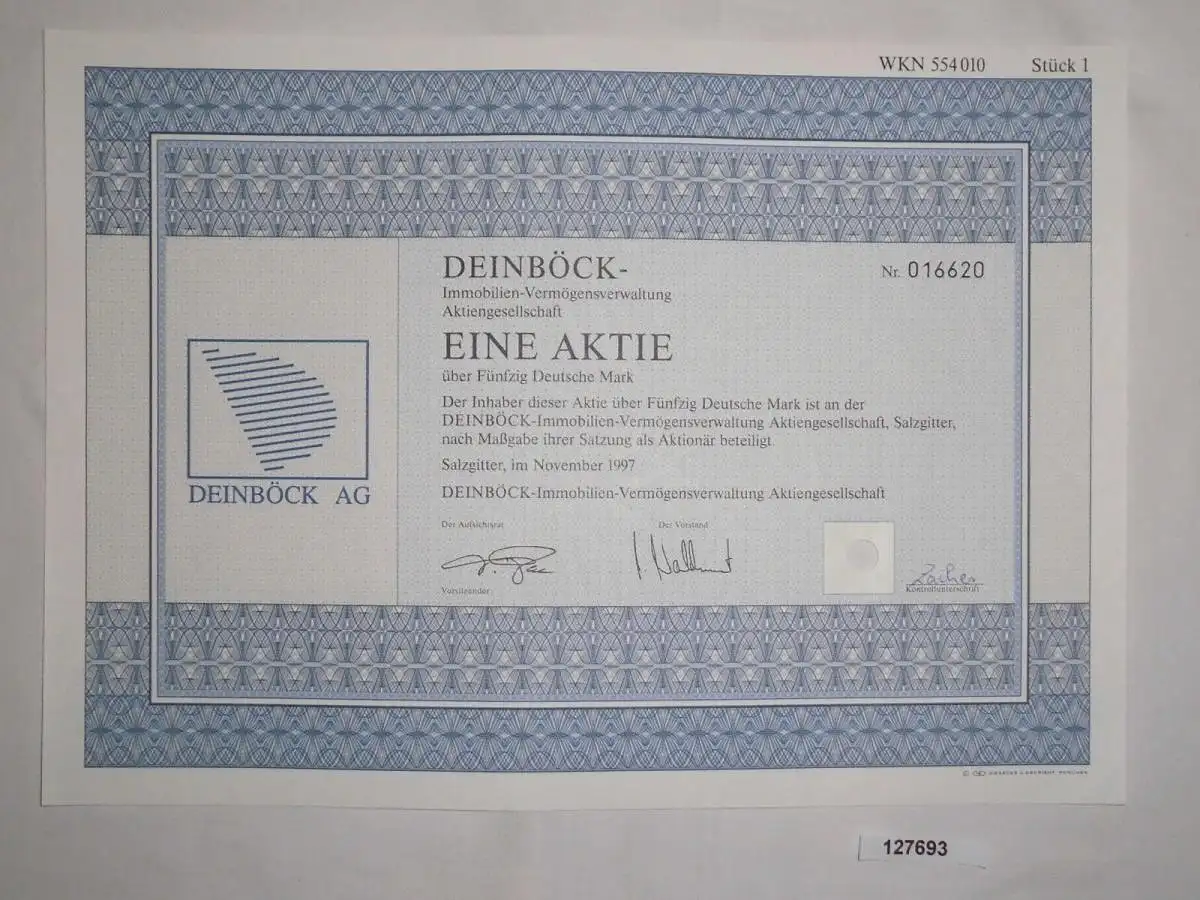 WKN 554010 Stück 1
DEINBÖCK-
Nr. 016620
Immobilien-Vermögensverwaltung
Aktiengesellschaft
EINE AKTIE
über Fünfzig Deutsche Mark
Der Inhaber dieser Aktie über Fünfzig Deutsche Mark ist an der
DEINBÖCK-Immobilien-Vermögensverwaltung Aktiengesellschaft, Salzgitter,
nach Maßgabe ihrer Satzung als Aktionär beteiligt.
Salzgitter, im November 1997
DEINBÖCK-Immobilien-Vermögensverwaltung Aktiengesellschaft
DEINBÖCK AG
Der Aufsichtsrat
Der Vorstand
Vorsitzender
Zacher
Kontrollunterschrift
127693